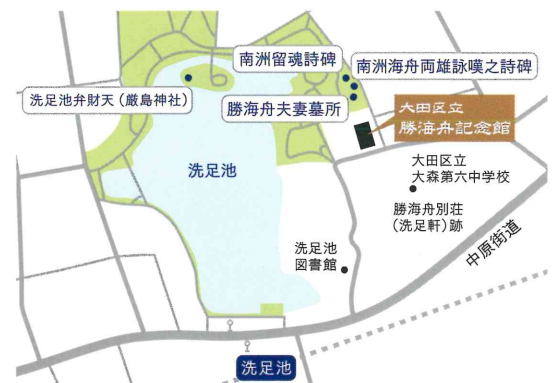 南洲留魂詩碑
南洲海舟両雄詠嘆之詩碑
洗足池弁財天（厳島神社）
勝海舟夫妻墓所
大田区立
勝海舟記念館
洗足池
大田区立
大森第六中学校
勝海舟別荘
（洗足軒）跡
中原街道
洗足池
図書館
洗足池